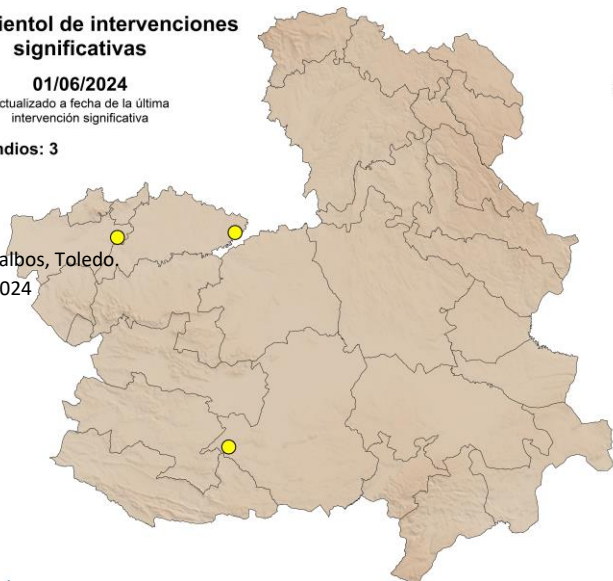 ientol de intervenciones
significativas
01/06/2024
ctualizado a fecha de la última
intervención significativa
ndios: 3
albos, Toledo.
024